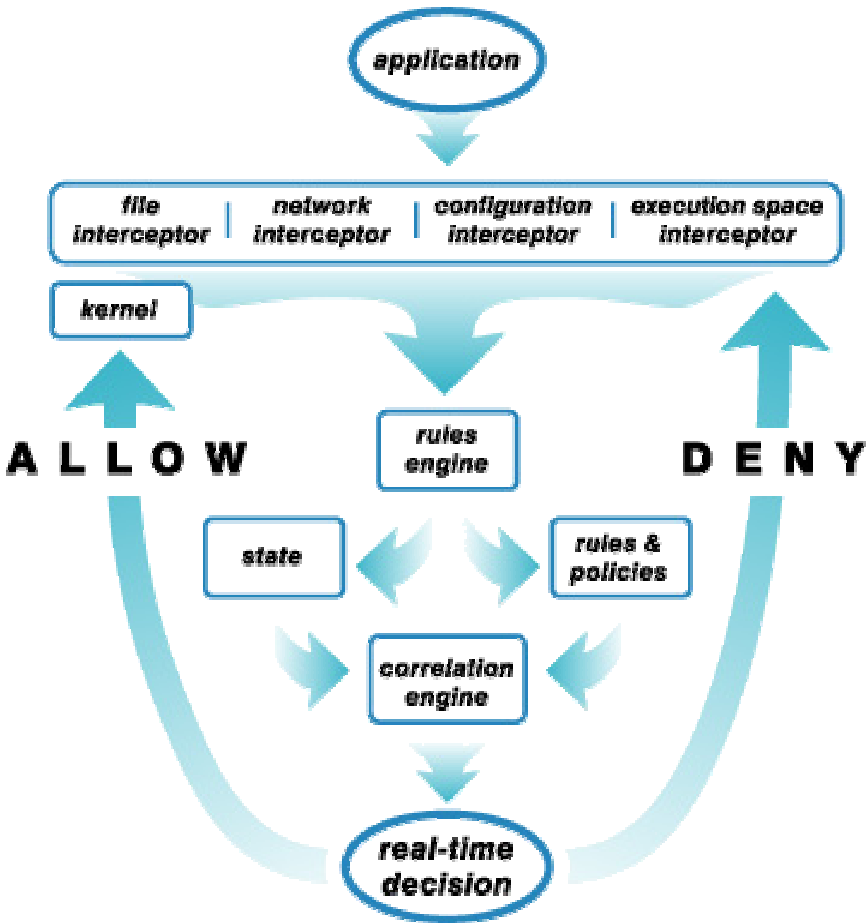 application
file
interceptor
network
interceptor
configuration
interceptor
execution space
interceptor
kernel
rules
engine
ALLOW
DENY
state
rules &
policies
correlation
engine
real-time
decision